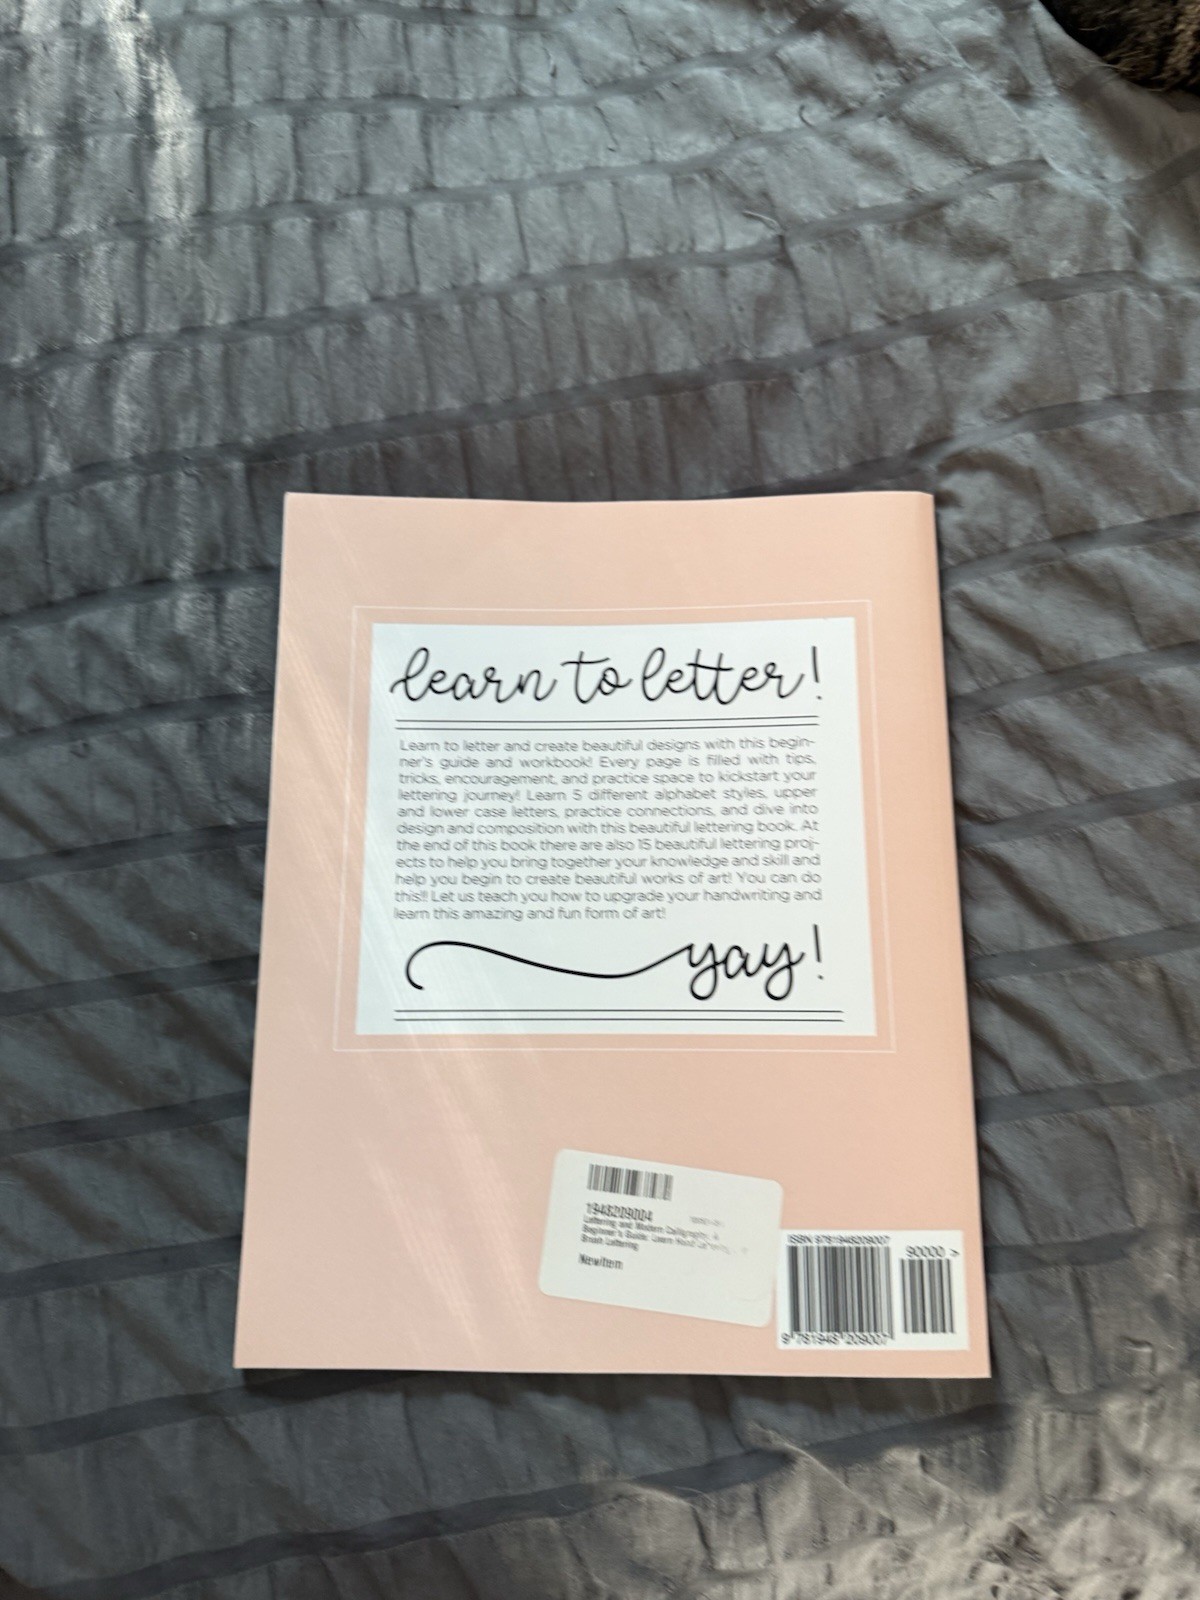 learn to letter!
Learn to letter and create beautiful designs with this begin-
ner's guide and workbook! Every page is filled with tips,
tricks, encouragement, and practice space to kickstart your
lettering journey! Learn 5 different alphabet styles, upper
and lower case letters, practice connections, and dive into
design and composition with this beautiful lettering book. At
the end of this book there are also 15 beautiful lettering proj-
ects to help you bring together your knowledge and skill and
help you begin to create beautiful works of art! You can do
this!! Let us teach you how to upgrade your handwriting and
learn this amazing and fun form of art!
yay!
1948209004
Lettering and Modern Calligraphy: A
Beginner's Guide: Learn Hand
Brush Lettering
NewItem
ISBN 9781948209007
90000 >
9 781948 209007